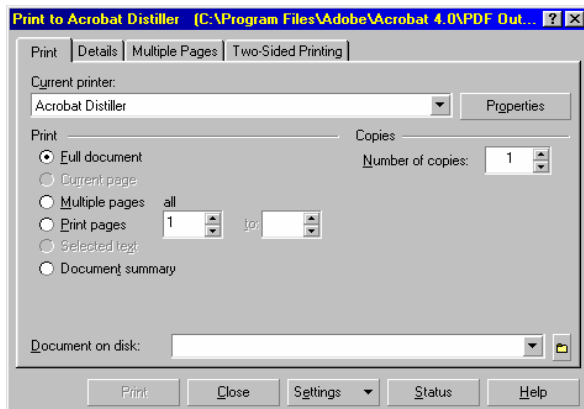 Print to Acrobat Distiller (C:\Program Files\Adobe\Acrobat 4.0\PDF Out...
Print Details Multiple Pages Two-Sided Printing
Current printer:
Acrobat Distiller Properties
Print Copies
Full document Number of copies: 1
Current page
Multiple pages all
Print pages 1 to:
Selected text
Document summary
Document on disk:
Print Close Settings Status Help